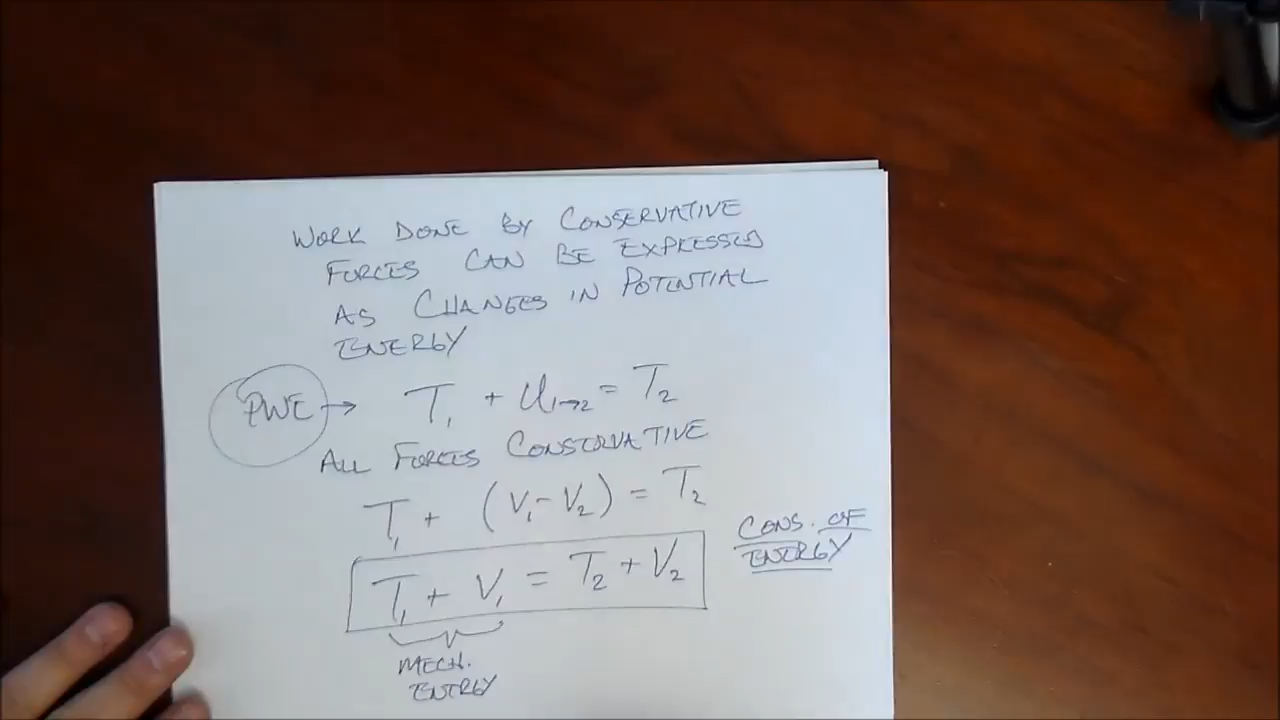 WORK DONE BY CONSERVATIVE
FORCES CAN BE EXPRESSED
AS CHANGES IN POTENTIAL
ENERGY
PWE → T₁ + U₁→₂ = T₂
ALL FORCES CONSERVATIVE
T₁ + (V₁ - V₂) = T₂
T₁ + V₁ = T₂ + V₂
CONS. OF
ENERGY
MECH.
ENERGY